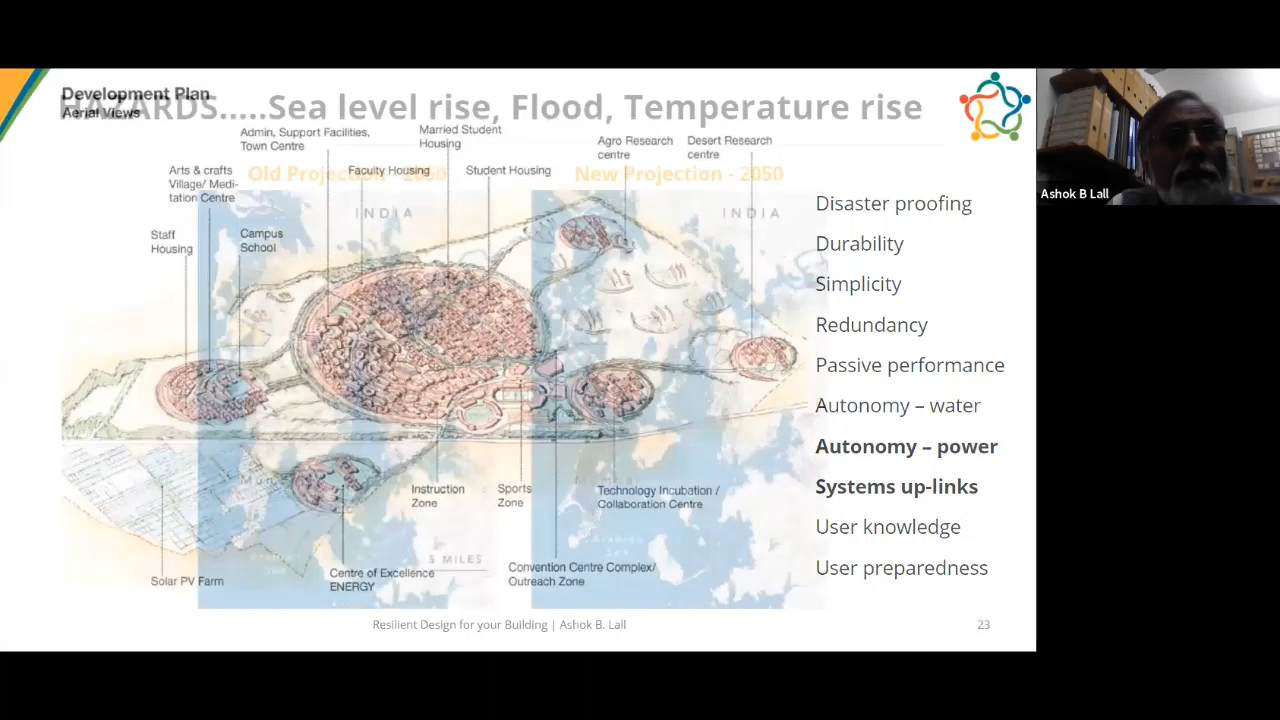 Development Plan
Aerial Views
HAZARDS.....Sea level rise, Flood, Temperature rise
Admin, Support Facilities,
Town Centre
Married Student
Housing
Agro Research
centre
Desert Research
centre
Arts & crafts
Village/ Medi-
tation Centre
Old Projection - 2050
Faculty Housing
Student Housing
New Projection - 2050
INDIA
INDIA
Staff
Housing
Campus
School
Disaster proofing
Durability
Simplicity
Redundancy
Passive performance
Autonomy – water
Autonomy – power
Systems up-links
User knowledge
User preparedness
Instruction
Zone
Sports
Zone
Technology Incubation /
Collaboration Centre
5 MILES
Solar PV Farm
Centre of Excellence
ENERGY
Convention Centre Complex/
Outreach Zone
Resilient Design for your Building | Ashok B. Lall
23
Ashok B Lall